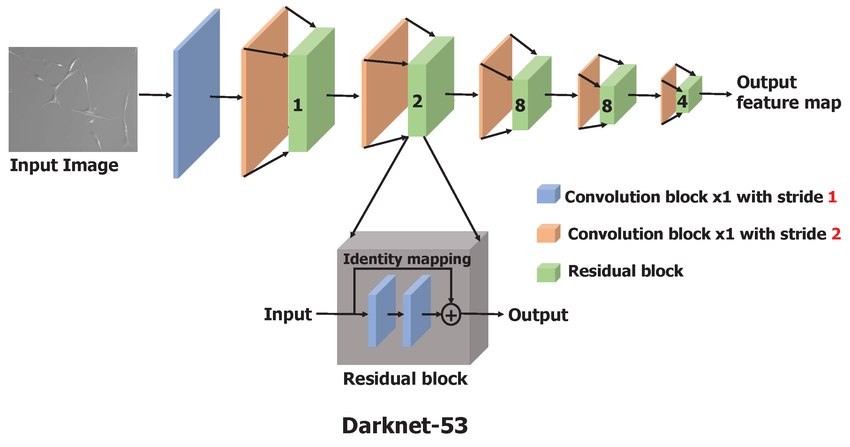 Input Image
1
2
8
8
4
Output
feature map
Convolution block x1 with stride 1
Convolution block x1 with stride 2
Residual block
Identity mapping
Input
+
Output
Residual block
Darknet-53